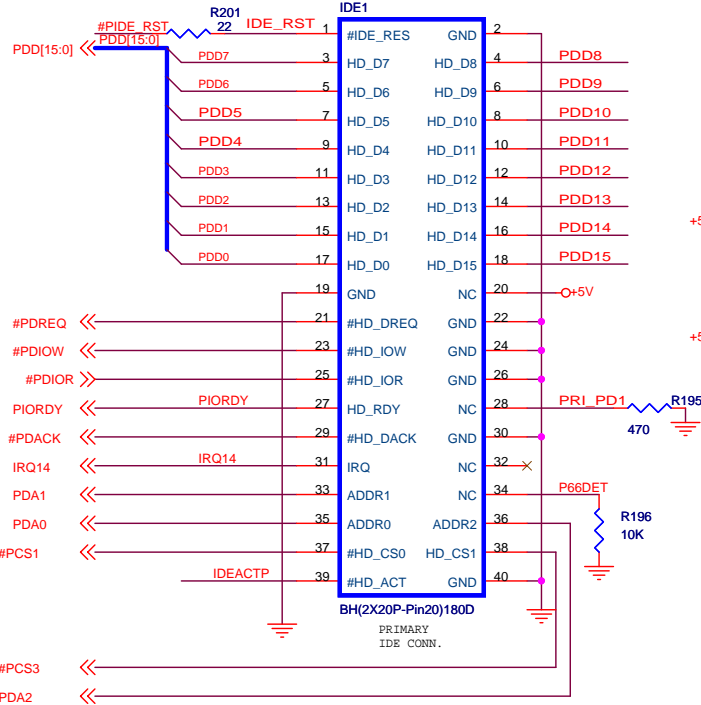 IDE1
R201
22
#PIDE_RST
IDE_RST
1
#IDE_RES
GND
2
PDD[15:0]
PDD[15:0]
PDD7
3
HD_D7
HD_D8
4
PDD8
PDD6
5
HD_D6
HD_D9
6
PDD9
PDD5
7
HD_D5
HD_D10
8
PDD10
PDD4
9
HD_D4
HD_D11
10
PDD11
PDD3
11
HD_D3
HD_D12
12
PDD12
PDD2
13
HD_D2
HD_D13
14
PDD13
PDD1
15
HD_D1
HD_D14
16
PDD14
PDD0
17
HD_D0
HD_D15
18
PDD15
19
GND
NC
20
+5V
#PDREQ
21
#HD_DREQ
GND
22
#PDIOW
23
#HD_IOW
GND
24
#PDIOR
25
#HD_IOR
GND
26
PIORDY
PIORDY
27
HD_RDY
NC
28
PRI_PD1
R195
470
#PDACK
29
#HD_DACK
GND
30
IRQ14
IRQ14
31
IRQ
NC
32
PDA1
33
ADDR1
NC
34
P66DET
PDA0
35
ADDR0
ADDR2
36
R196
10K
#PCS1
37
#HD_CS0
HD_CS1
38
IDEACTP
39
#HD_ACT
GND
40
BH(2X20P-Pin20)180D
PRIMARY
IDE CONN.
#PCS3
PDA2